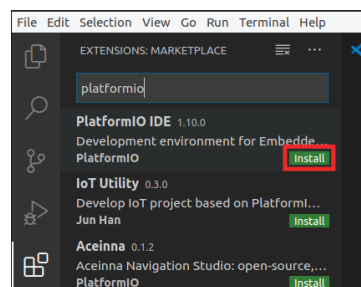 File Edit Selection View Go Run Terminal Help
EXTENSIONS: MARKETPLACE
platformio
PlatformIO IDE 1.10.0
Development environment for Embedde...
PlatformIO Install
IoT Utility 0.3.0
Develop IoT project based on PlatformI...
Jun Han Install
Aceinna 0.1.2
Aceinna Navigation Studio: open-source,...
PlatformIO Install